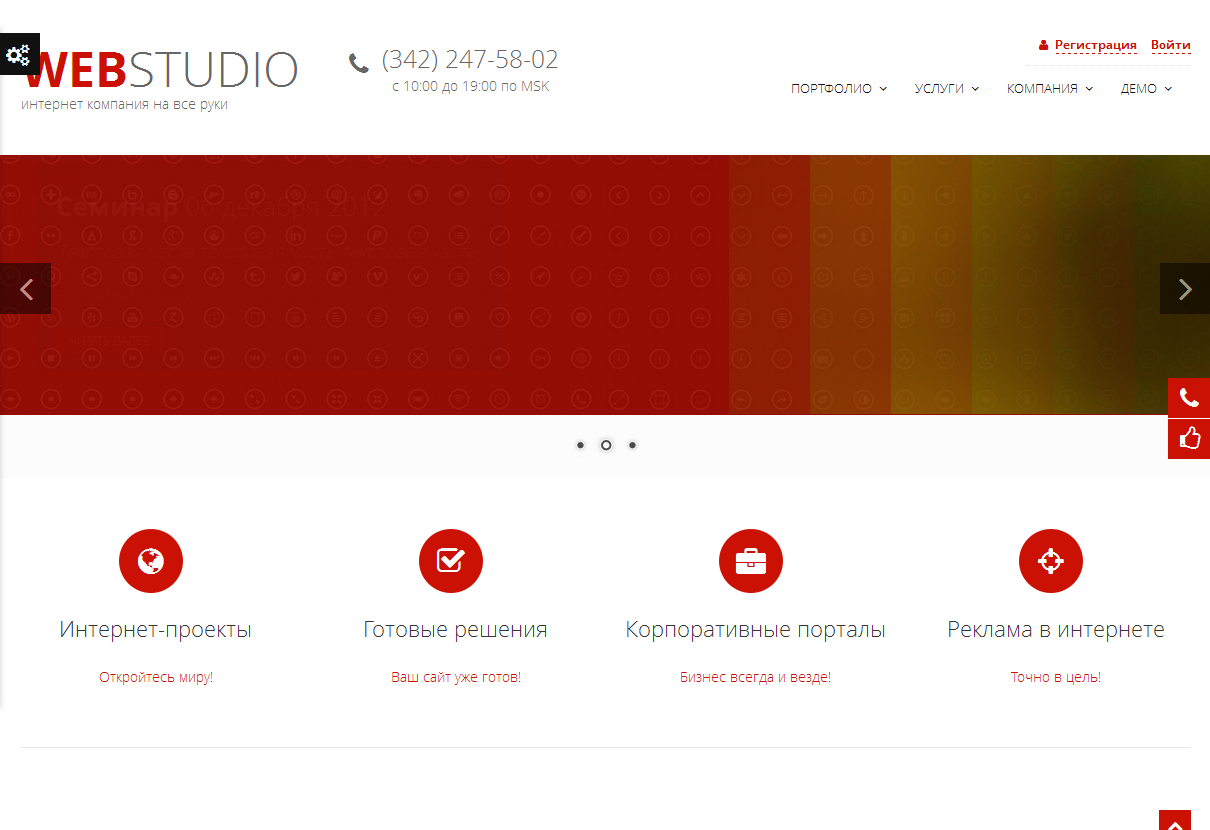 WEBSTUDIO
интернет компания на все руки
(342) 247-58-02
с 10:00 до 19:00 по MSK
Регистрация Войти
ПОРТФОЛИО УСЛУГИ КОМПАНИЯ ДЕМО
Семинар 06 декабря 2012
Интернет-проекты
Откройтесь миру!
Готовые решения
Ваш сайт уже готов!
Корпоративные порталы
Бизнес всегда и везде!
Реклама в интернете
Точно в цель!